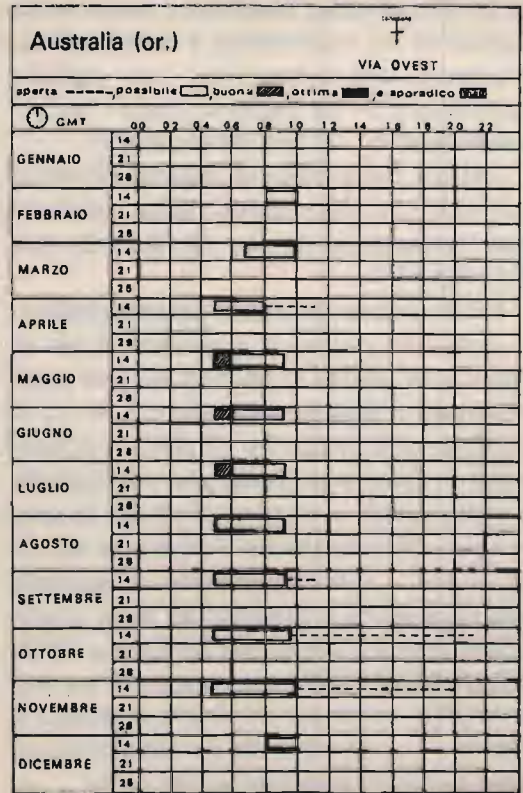 Australia (or.)
VIA OVEST
aperta -----, possibile , buona , ottima , e sporadico
GMT 00 02 04 06 08 10 12 14 16 18 20 22
GENNAIO 14
21
28
FEBBRAIO 14
21
28
MARZO 14
21
28
APRILE 14
21
28
MAGGIO 14
21
28
GIUGNO 14
21
28
LUGLIO 14
21
28
AGOSTO 14
21
28
SETTEMBRE 14
21
28
OTTOBRE 14
21
28
NOVEMBRE 14
21
28
DICEMBRE 14
21
28